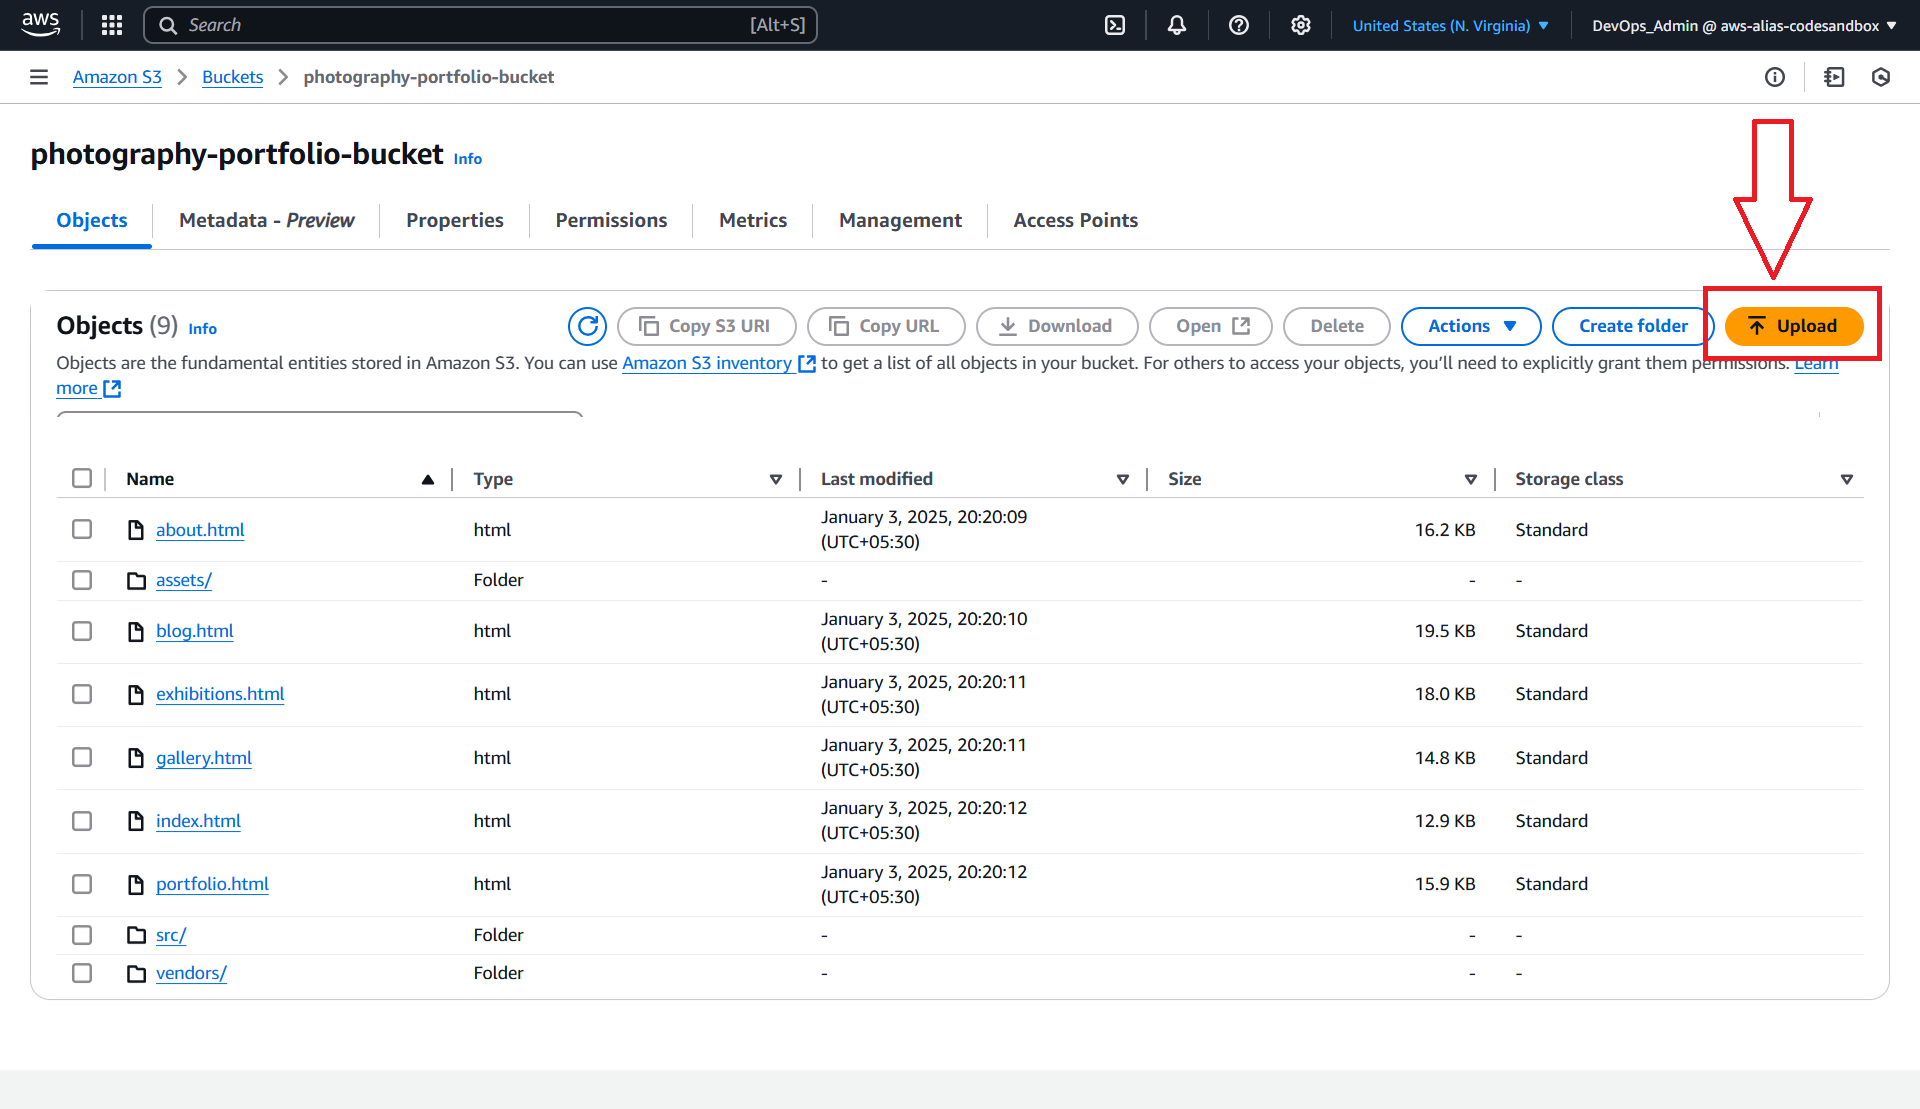 aws Search [Alt+S] United States (N. Virginia) DevOps_Admin @ aws-alias-codesandbox
Amazon S3 Buckets photography-portfolio-bucket
photography-portfolio-bucket Info
Objects Metadata - Preview Properties Permissions Metrics Management Access Points
Objects (9) Info Copy S3 URI Copy URL Download Open Delete Actions Create folder Upload
Objects are the fundamental entities stored in Amazon S3. You can use Amazon S3 inventory to get a list of all objects in your bucket. For others to access your objects, you’ll need to explicitly grant them permissions. Learn
more
Name Type Last modified Size Storage class
about.html html January 3, 2025, 20:20:09 16.2 KB Standard
(UTC+05:30)
assets/ Folder - - -
blog.html html January 3, 2025, 20:20:10 19.5 KB Standard
(UTC+05:30)
exhibitions.html html January 3, 2025, 20:20:11 18.0 KB Standard
(UTC+05:30)
gallery.html html January 3, 2025, 20:20:11 14.8 KB Standard
(UTC+05:30)
index.html html January 3, 2025, 20:20:12 12.9 KB Standard
(UTC+05:30)
portfolio.html html January 3, 2025, 20:20:12 15.9 KB Standard
(UTC+05:30)
src/ Folder - - -
vendors/ Folder - - -